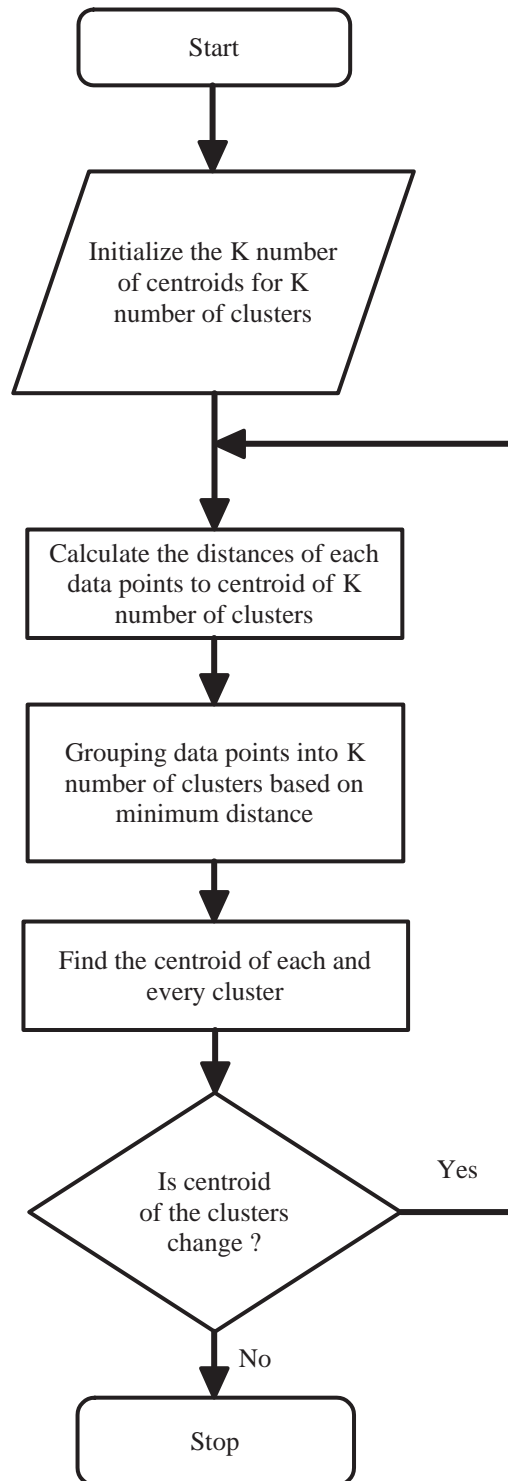 Start
Initialize the K number
of centroids for K
number of clusters
Calculate the distances of each
data points to centroid of K
number of clusters
Grouping data points into K
number of clusters based on
minimum distance
Find the centroid of each and
every cluster
Is centroid
of the clusters
change ?
Yes
No
Stop